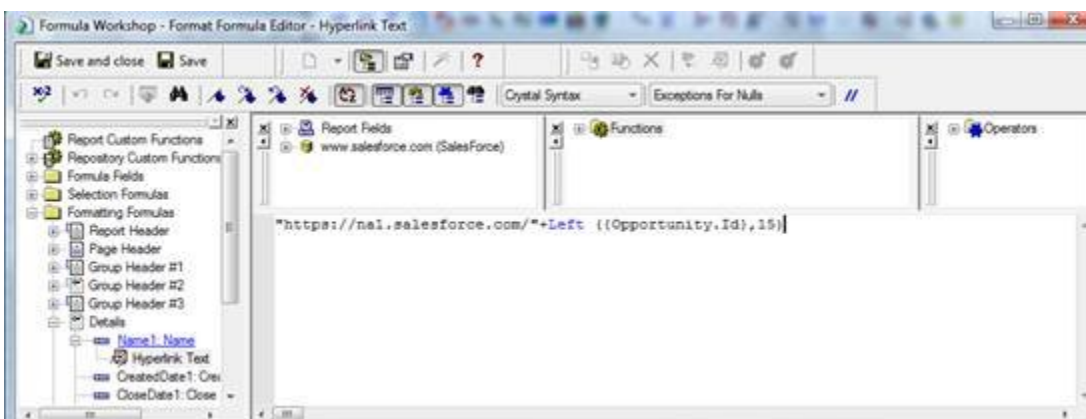 Formula Workshop - Format Formula Editor - Hyperlink Text
Save and close Save
Crystal Syntax Exceptions For Nulls //
Report Custom Functions
Repository Custom Functions
Formula Fields
Selection Formulas
Formatting Formulas
Report Header
Page Header
Group Header #1
Group Header #2
Group Header #3
Details
Name1: Name
Hyperlink Text
CreatedDate1: Crea
CloseDate1: Close
Report Fields
www.salesforce.com (SalesForce)
Functions
Operators
"https://na1.salesforce.com/"+Left ({Opportunity.Id},15)